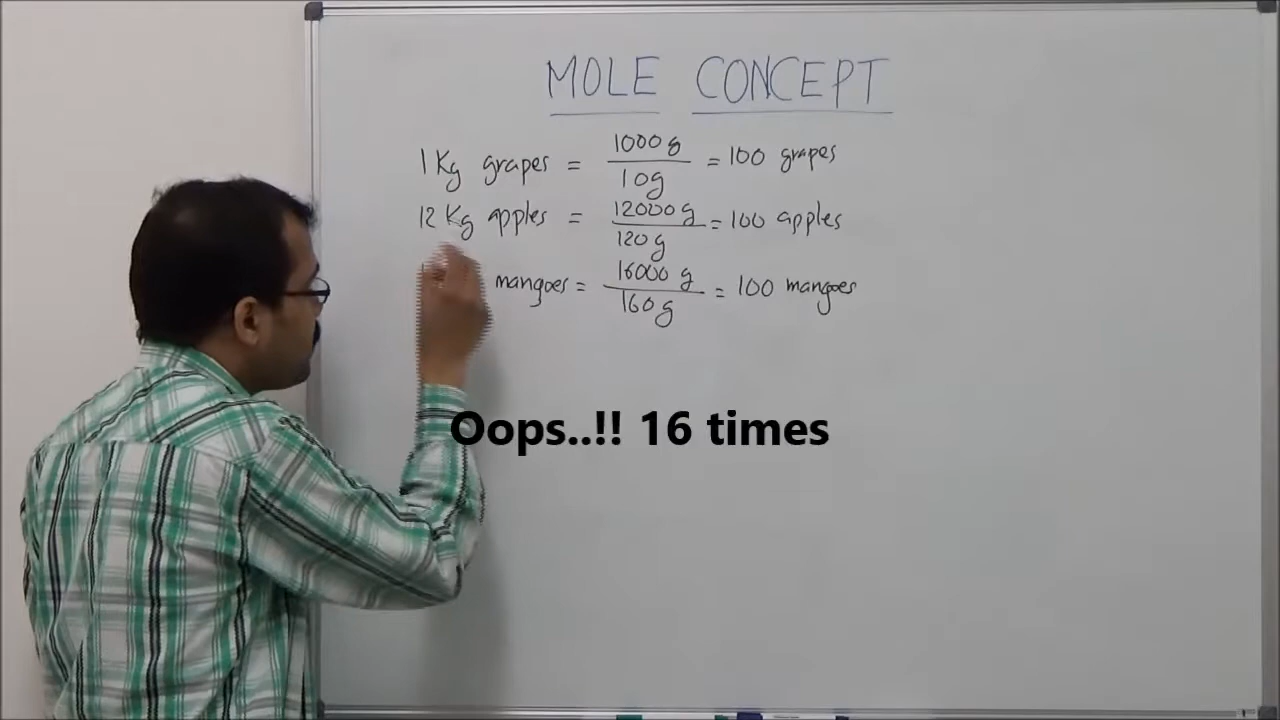 MOLE CONCEPT
1 Kg grapes = 1000 g / 10g = 100 grapes
12 Kg apples = 12000 g / 120 g = 100 apples
mangoes = 16000 g / 160 g = 100 mangoes
Oops..!! 16 times